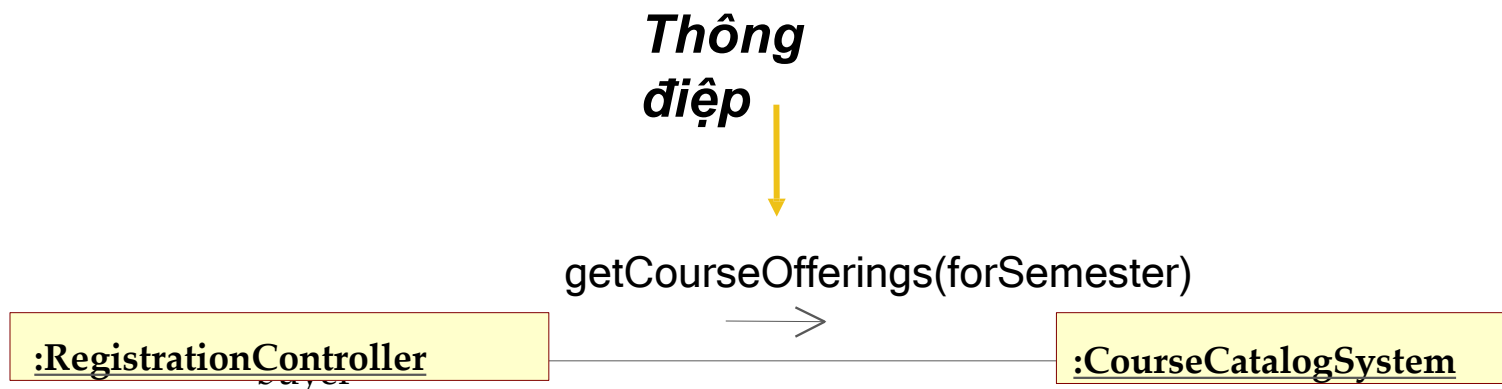 Thông
điệp
getCourseOfferings(forSemester)
:RegistrationController
:CourseCatalogSystem